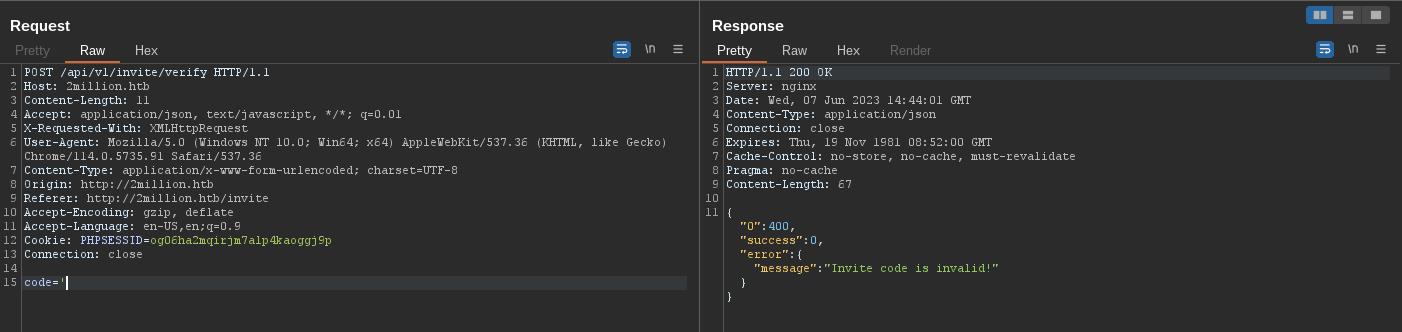 Request
Pretty Raw Hex
\n
1 POST /api/v1/invite/verify HTTP/1.1
2 Host: 2million.htb
3 Content-Length: 11
4 Accept: application/json, text/javascript, */*; q=0.01
5 X-Requested-With: XMLHttpRequest
6 User-Agent: Mozilla/5.0 (Windows NT 10.0; Win64; x64) AppleWebKit/537.36 (KHTML, like Gecko)
Chrome/114.0.5735.91 Safari/537.36
7 Content-Type: application/x-www-form-urlencoded; charset=UTF-8
8 Origin: http://2million.htb
9 Referer: http://2million.htb/invite
10 Accept-Encoding: gzip, deflate
11 Accept-Language: en-US,en;q=0.9
12 Cookie: PHPSESSID=og06ha2mqirjm7alp4kaoggj9p
13 Connection: close
14
15 code='
Response
Pretty Raw Hex Render
\n
1 HTTP/1.1 200 OK
2 Server: nginx
3 Date: Wed, 07 Jun 2023 14:44:01 GMT
4 Content-Type: application/json
5 Connection: close
6 Expires: Thu, 19 Nov 1981 08:52:00 GMT
7 Cache-Control: no-store, no-cache, must-revalidate
8 Pragma: no-cache
9 Content-Length: 67
10
11 {
"0":400,
"success":0,
"error":{
"message":"Invite code is invalid!"
}
}